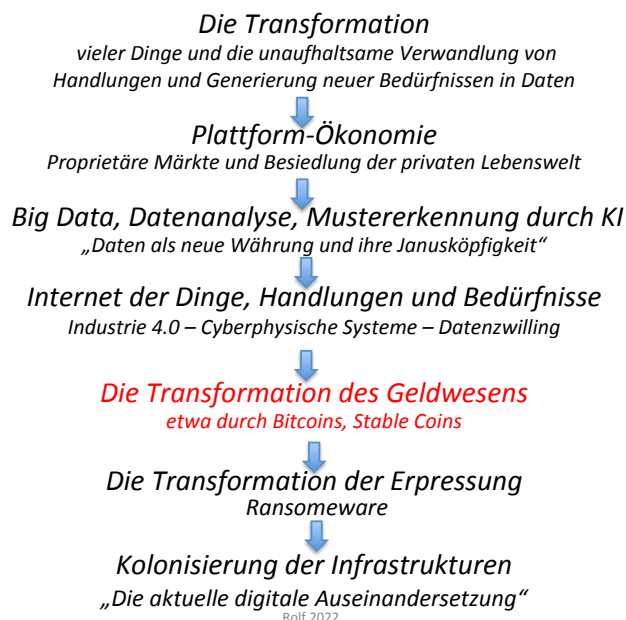 Die Transformation
vieler Dinge und die unaufhaltsame Verwandlung von
Handlungen und Generierung neuer Bedürfnissen in Daten
Plattform-Ökonomie
Proprietäre Märkte und Besiedlung der privaten Lebenswelt
Big Data, Datenanalyse, Mustererkennung durch KI
„Daten als neue Währung und ihre Janusköpfigkeit“
Internet der Dinge, Handlungen und Bedürfnisse
Industrie 4.0 – Cyberphysische Systeme – Datenzwilling
Die Transformation des Geldwesens
etwa durch Bitcoins, Stable Coins
Die Transformation der Erpressung
Ransomeware
Kolonisierung der Infrastrukturen
„Die aktuelle digitale Auseinandersetzung“
Rolf 2022